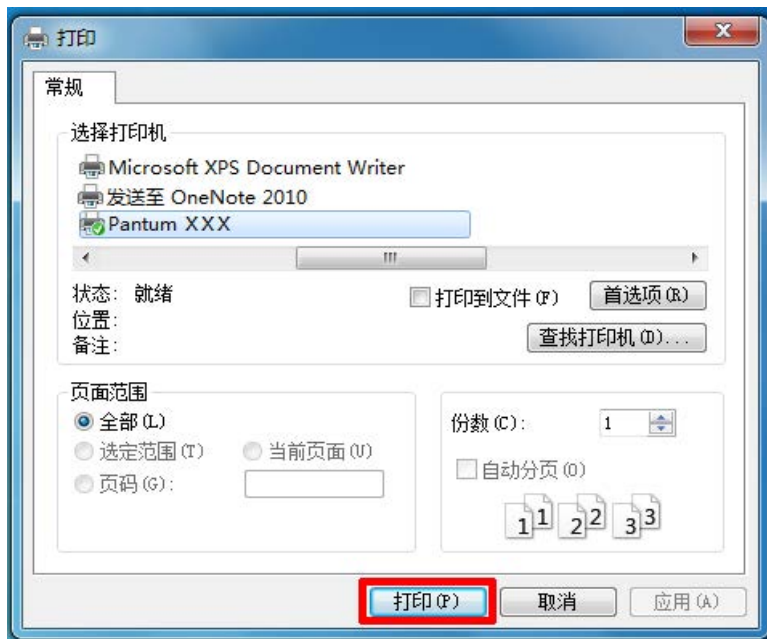 打印
常规
选择打印机
Microsoft XPS Document Writer
发送至 OneNote 2010
Pantum XXX
状态: 就绪
打印到文件(F)
首选项(R)
位置:
查找打印机(D)...
备注:
页面范围
全部(L)
份数(C): 1
选定范围(T) 当前页面(U)
自动分页(O)
页码(G):
1 1 2 2 3 3
打印(P) 取消 应用(A)